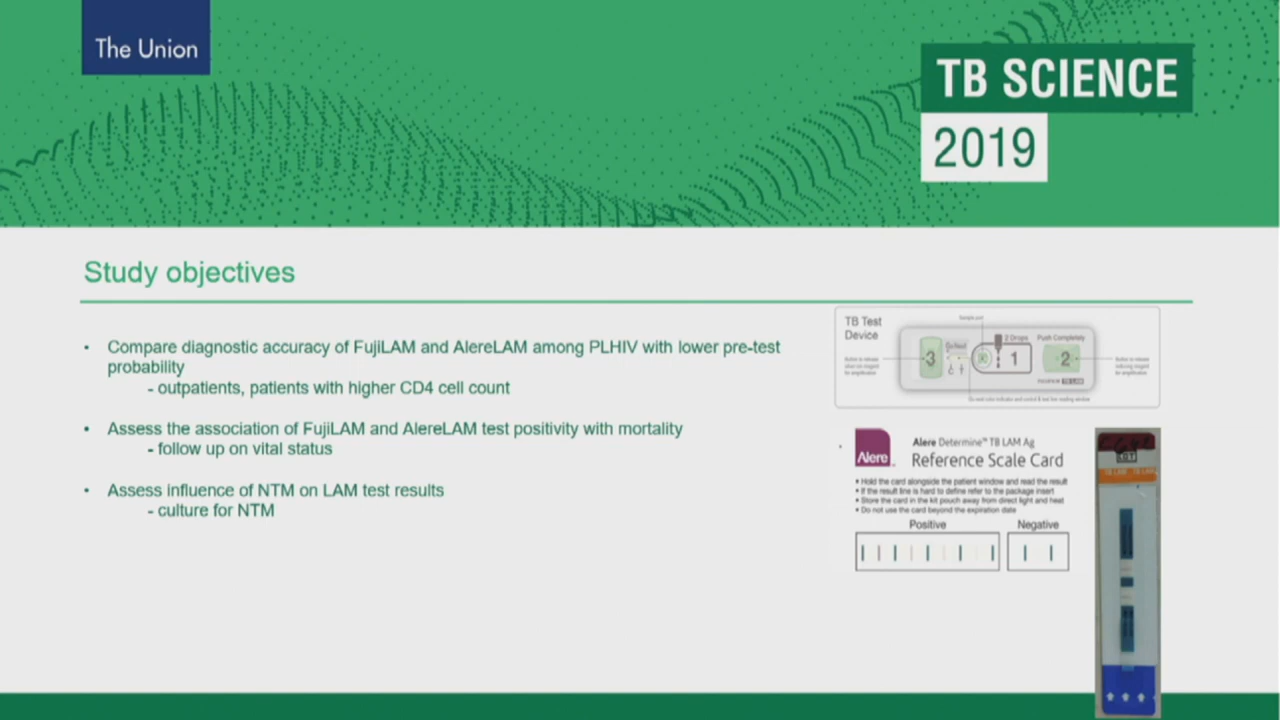 The Union
TB SCIENCE
2019
Study objectives
• Compare diagnostic accuracy of FujiLAM and AlereLAM among PLHIV with lower pre-test
probability
- outpatients, patients with higher CD4 cell count
• Assess the association of FujiLAM and AlereLAM test positivity with mortality
- follow up on vital status
• Assess influence of NTM on LAM test results
- culture for NTM
TB Test
Device
2 Drops
Push Completely
3
1
2
TB LAM
Alere
Alere Determine™ TB LAM Ag
Reference Scale Card
• Hold the card alongside the patient window and read the result
• If the result line is hard to define refer to the package insert
• Store the card in the kit pouch away from direct light and heat
• Do not use the card beyond the expiration date
Positive
Negative